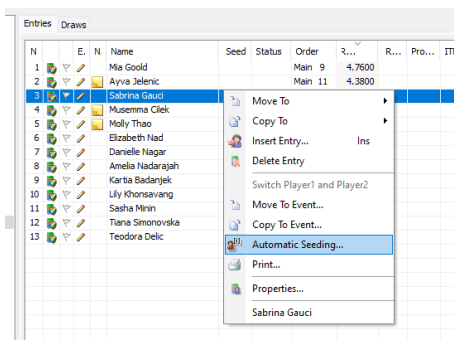 Entries Draws
N E. N Name Seed Status Order R... R... Pro...
1 Mia Goold Main 9 4.7600
2 Ayva Jelenic Main 11 4.3800
3 Sabrina Gauci
4 Musemma Cilek
5 Molly Thao
6 Elizabeth Nad
7 Danielle Nagar
8 Amelia Nadarajah
9 Kartia Badanjek
10 Lily Khonsavang
11 Sasha Minin
12 Tiana Simonovska
13 Teodora Delic
Move To
Copy To
Insert Entry... Ins
Delete Entry
Switch Player1 and Player2
Move To Event...
Copy To Event...
Automatic Seeding...
Print...
Properties...
Sabrina Gauci